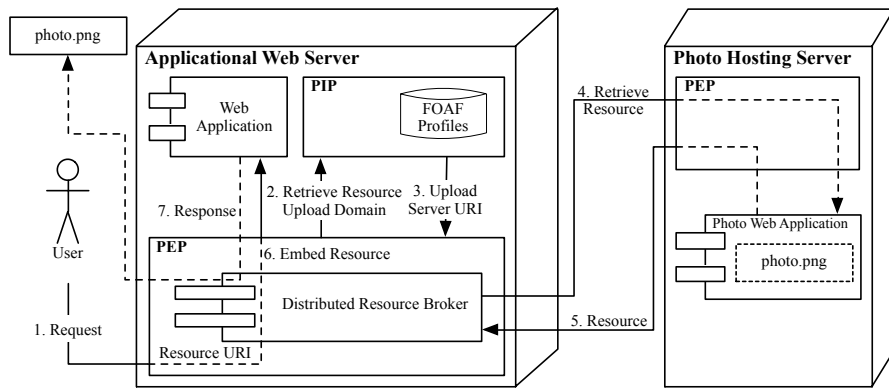 photo.png
Applicational Web Server
Photo Hosting Server
PIP
PEP
Web
Application
FOAF
Profiles
4. Retrieve
Resource
2. Retrieve Resource
Upload Domain
3. Upload
Server URI
7. Response
User
PEP
6. Embed Resource
Photo Web Application
photo.png
Distributed Resource Broker
5. Resource
1. Request
Resource URI